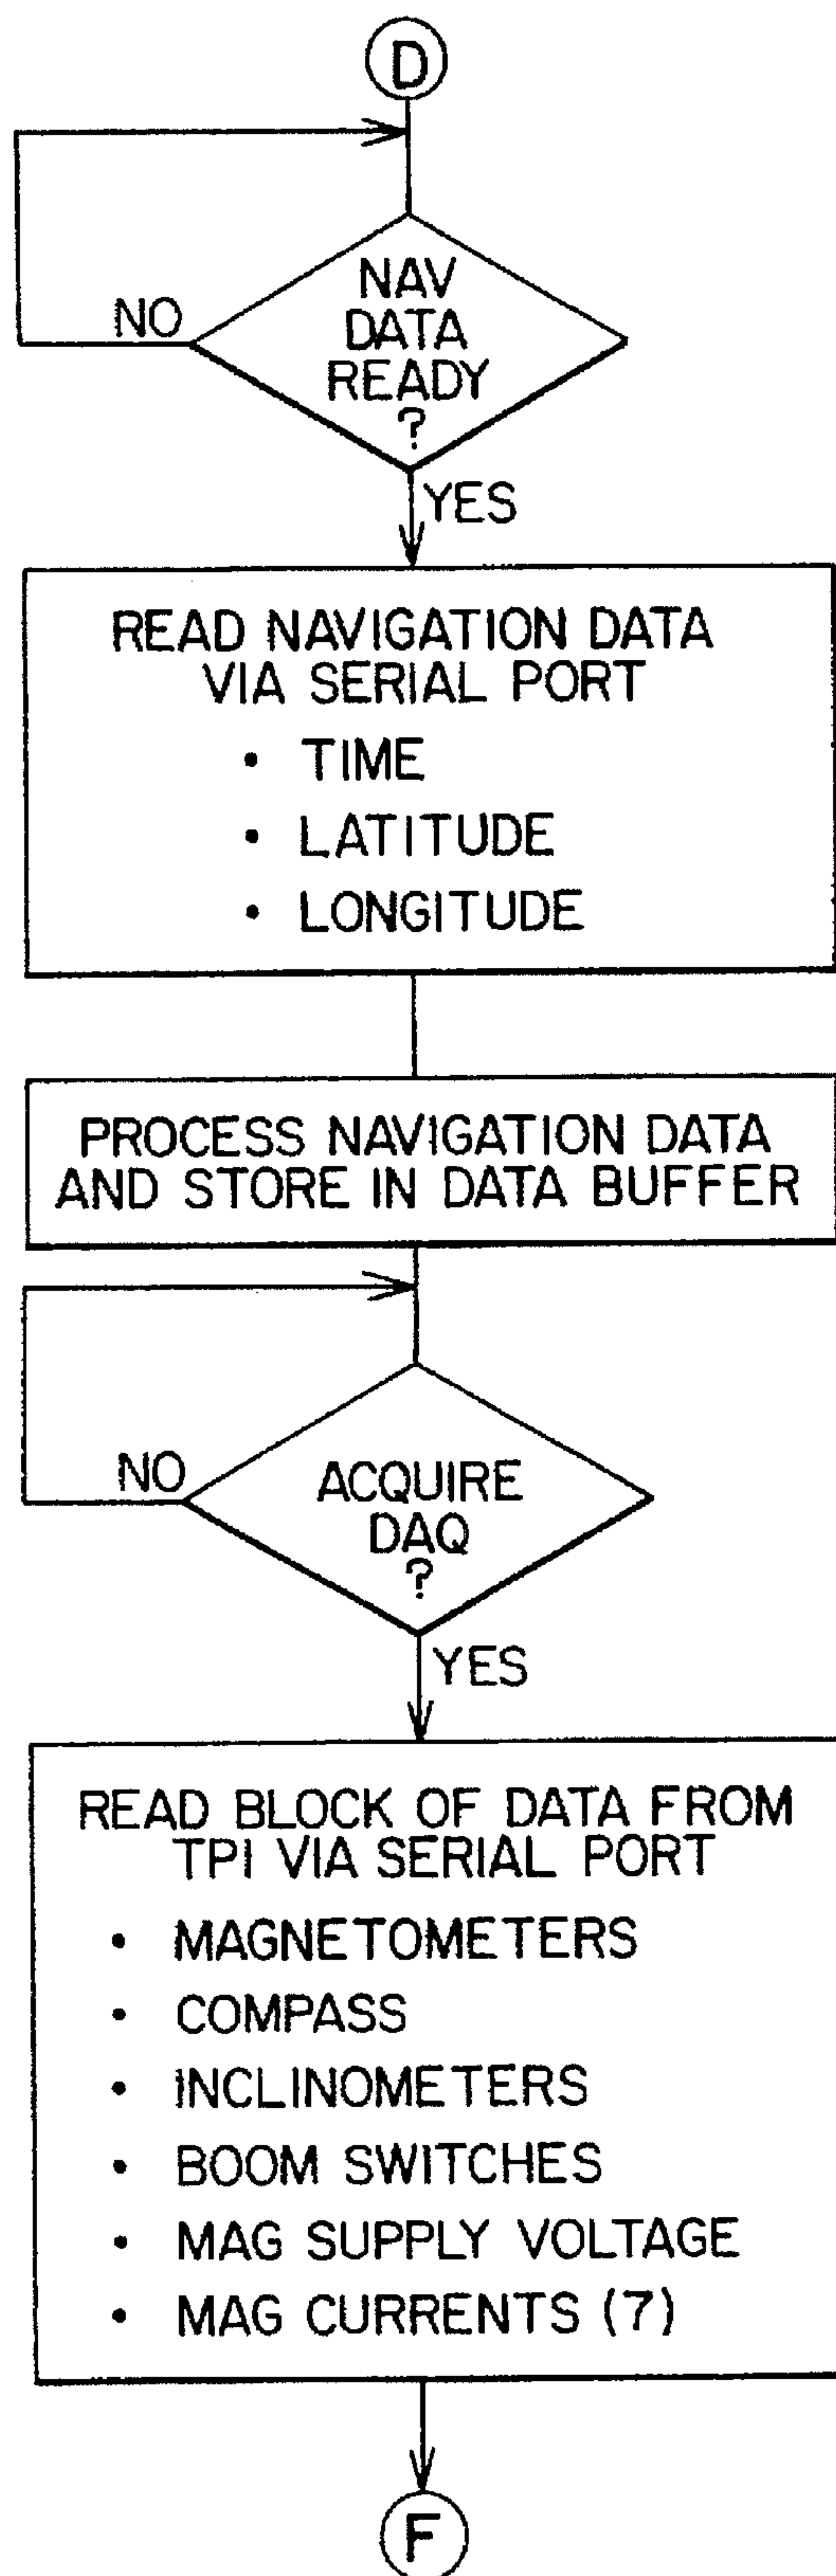 D
NAV
DATA
READY
?
NO
YES
READ NAVIGATION DATA
VIA SERIAL PORT
• TIME
• LATITUDE
• LONGITUDE
PROCESS NAVIGATION DATA
AND STORE IN DATA BUFFER
NO
ACQUIRE
DAQ
?
YES
READ BLOCK OF DATA FROM
TPI VIA SERIAL PORT
• MAGNETOMETERS
• COMPASS
• INCLINOMETERS
• BOOM SWITCHES
• MAG SUPPLY VOLTAGE
• MAG CURRENTS (7)
F